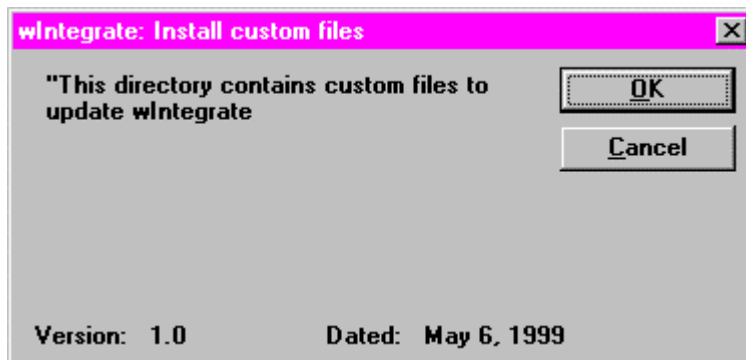 wIntegrate: Install custom files
"This directory contains custom files to
update wIntegrate
OK
Cancel
Version: 1.0 Dated: May 6, 1999